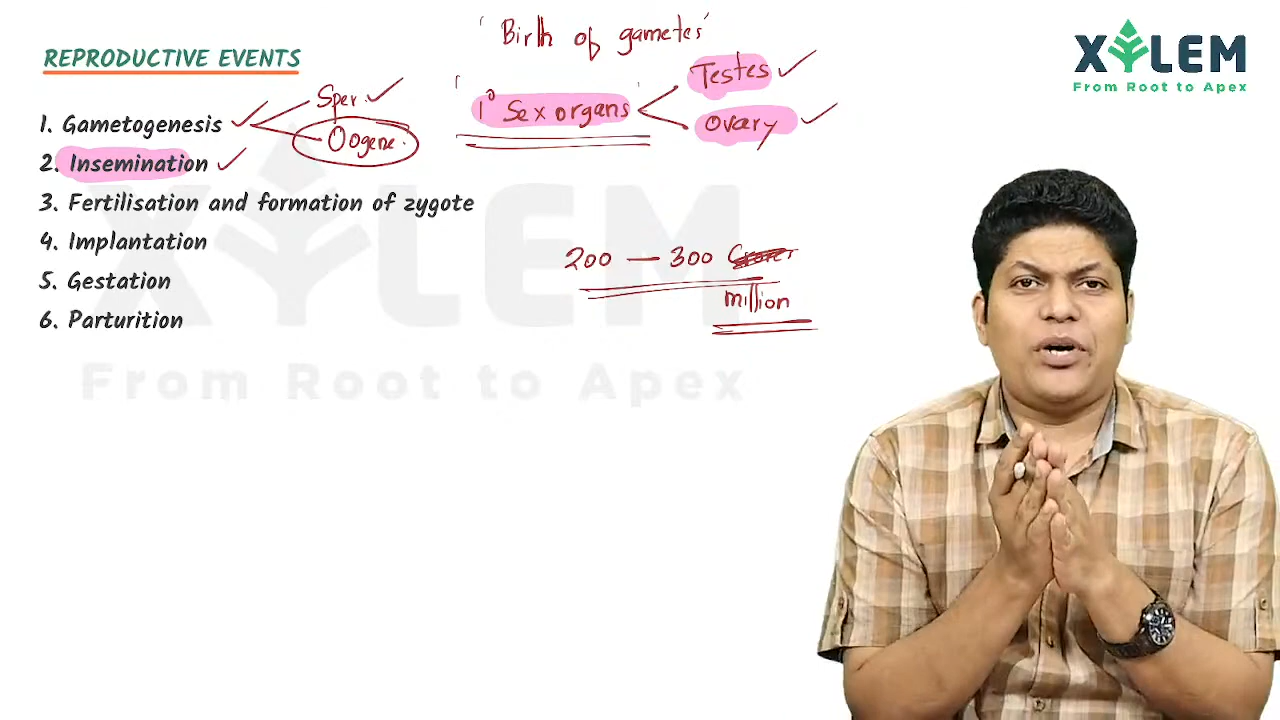 'Birth of gametes'
XYLEM
From Root to Apex
REPRODUCTIVE EVENTS
1° Sex organs
Testes
Ovary
Sper.
Oogene.
1. Gametogenesis
2. Insemination
3. Fertilisation and formation of zygote
4. Implantation
5. Gestation
6. Parturition
200 — 300
million
XYLEM
From Root to Apex